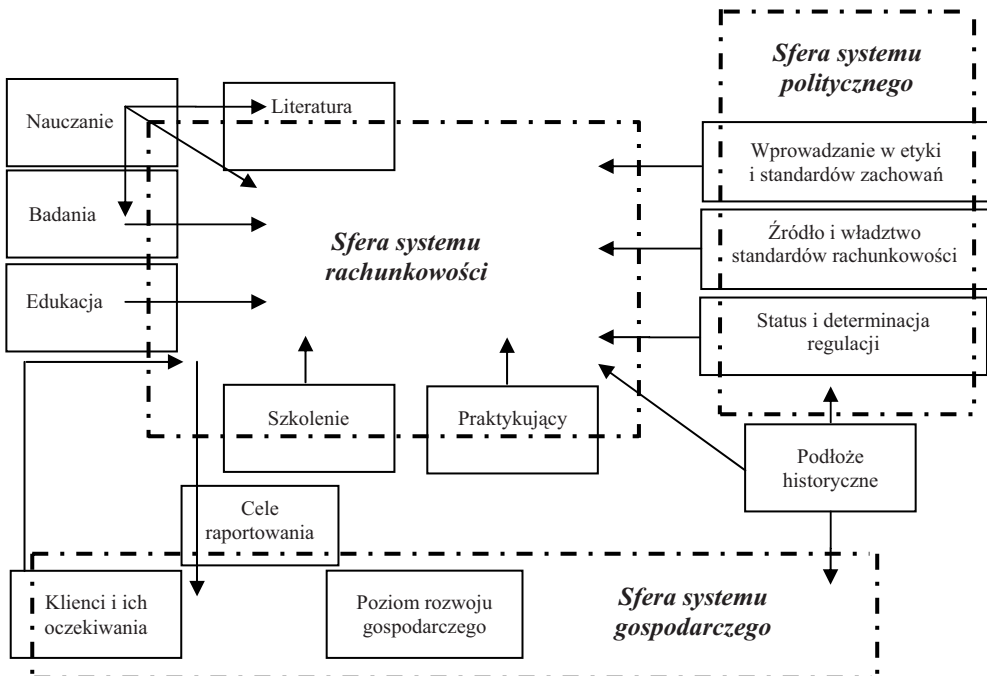 Sfera systemu
politycznego
Nauczanie
Literatura
Wprowadzanie w etyki
i standardów zachowań
Badania
Sfera systemu
rachunkowości
Źródło i władztwo
standardów rachunkowości
Edukacja
Status i determinacja
regulacji
Szkolenie
Praktykujący
Podłoże
historyczne
Cele
raportowania
Klienci i ich
oczekiwania
Poziom rozwoju
gospodarczego
Sfera systemu
gospodarczego